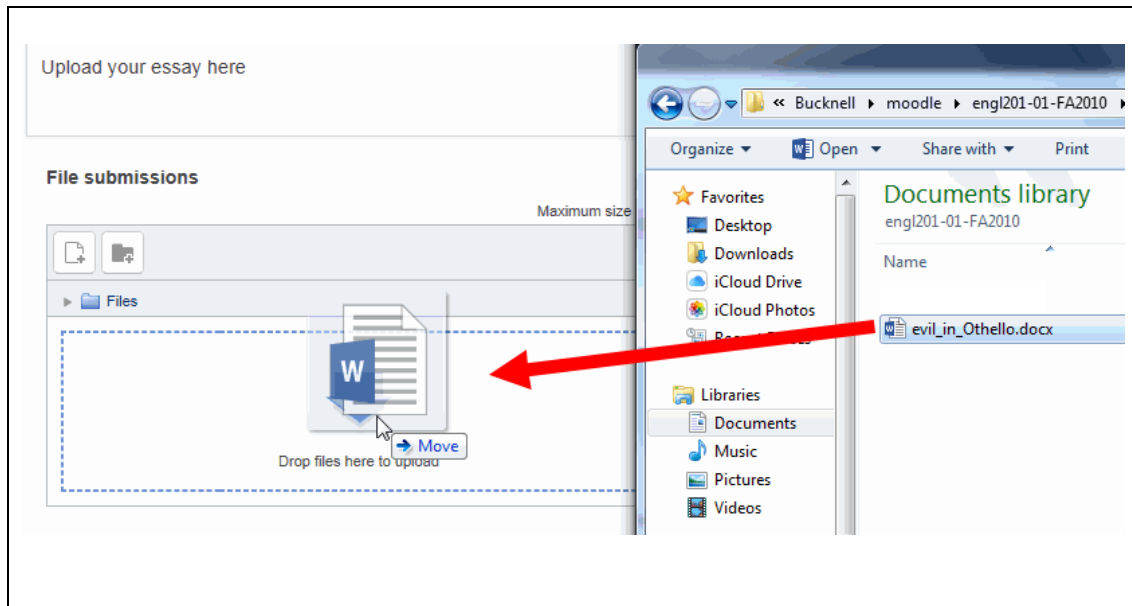 Upload your essay here
File submissions
Maximum size
Files
W
Move
Drop files here to upload
« Bucknell ▸ moodle ▸ engl201-01-FA2010 ▸
Organize Open Share with Print
Favorites
Desktop
Downloads
iCloud Drive
iCloud Photos
Libraries
Documents
Music
Pictures
Videos
Documents library
engl201-01-FA2010
Name
evil_in_Othello.docx